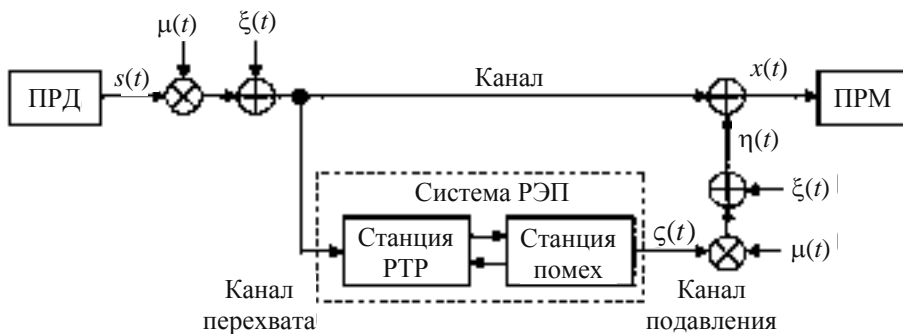 μ(t)
ξ(t)
ПРД
s(t)
Канал
x(t)
ПРМ
η(t)
Система РЭП
ξ(t)
Станция
РТР
Станция
помех
ς(t)
μ(t)
Канал
перехвата
Канал
подавления